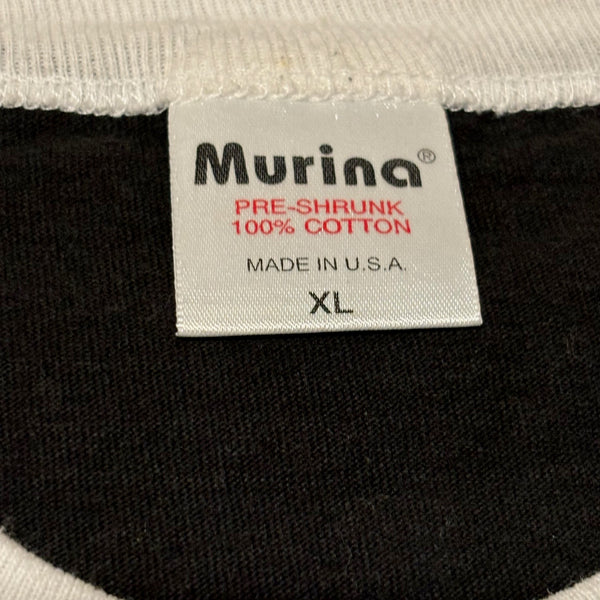 Murina®
PRE-SHRUNK
100% COTTON
MADE IN U.S.A.
XL